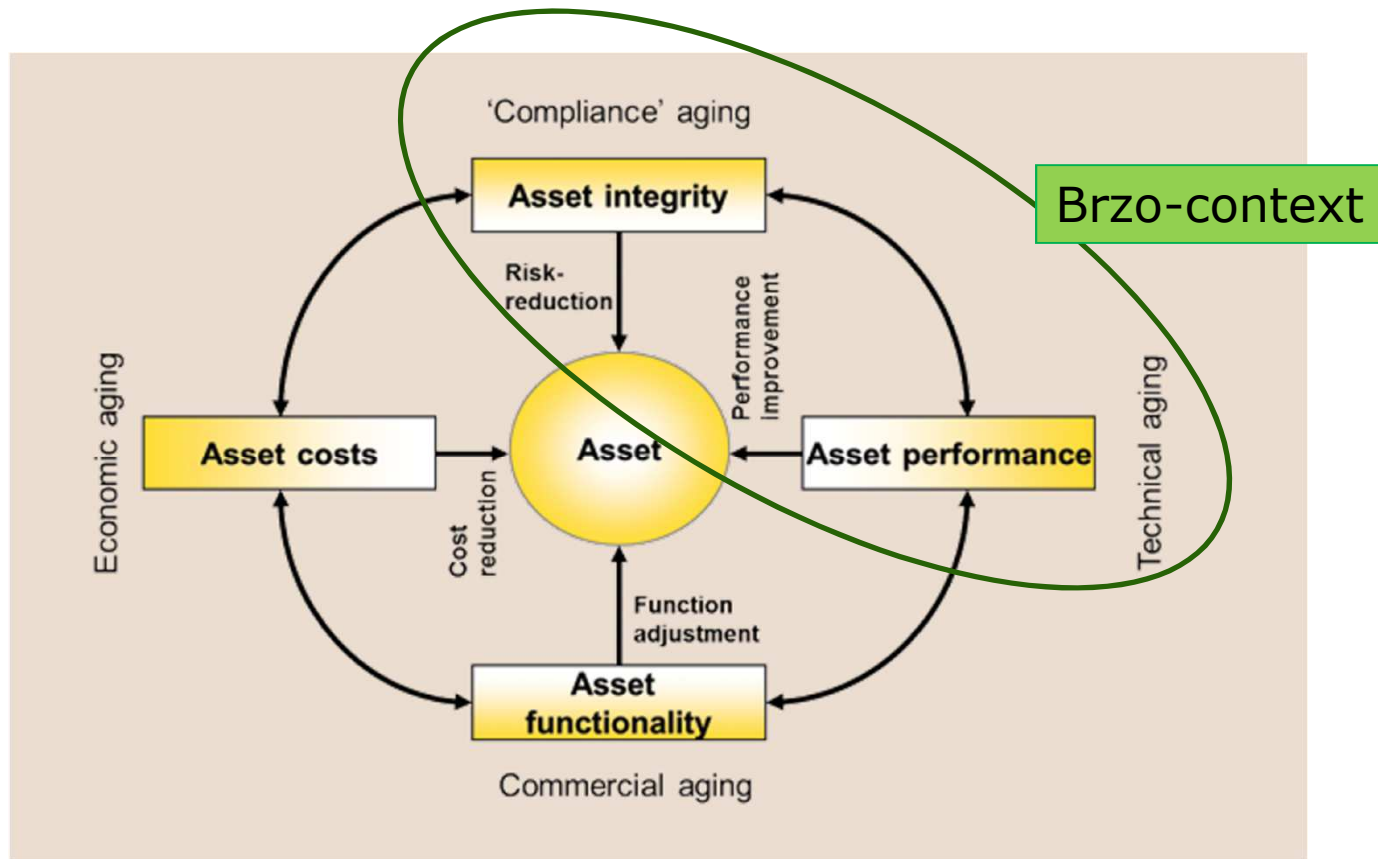 'Compliance' aging
Asset integrity
Brzo-context
Risk-
reduction
Performance
improvement
Economic aging
Asset costs
Asset
Asset performance
Technical aging
Cost
reduction
Function
adjustment
Asset
functionality
Commercial aging